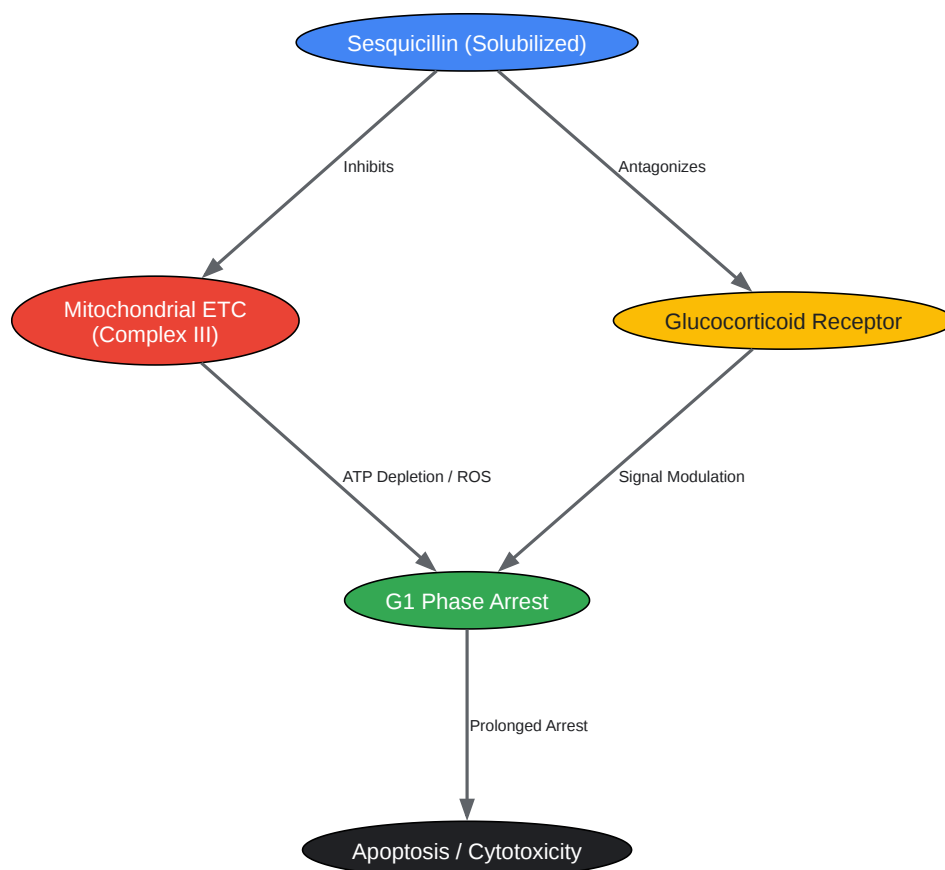 Sesquicillin (Solubilized)
Inhibits
Antagonizes
Mitochondrial ETC
(Complex III)
Glucocorticoid Receptor
ATP Depletion / ROS
Signal Modulation
G1 Phase Arrest
Prolonged Arrest
Apoptosis / Cytotoxicity